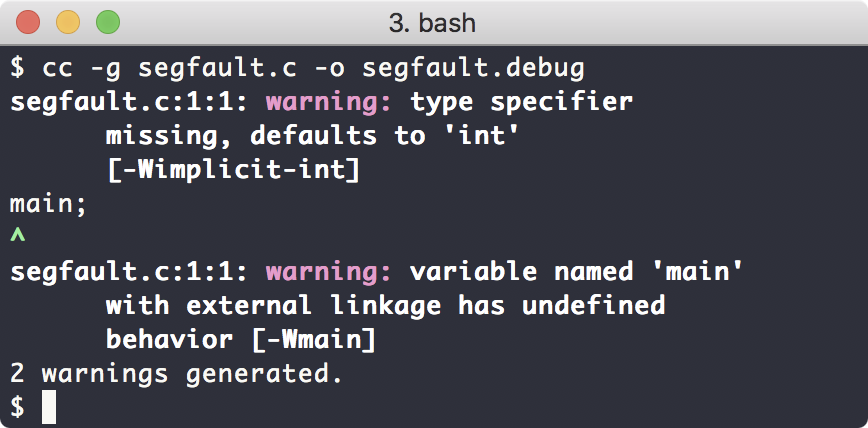 3. bash
$ cc -g segfault.c -o segfault.debug
segfault.c:1:1: warning: type specifier
missing, defaults to 'int'
[-Wimplicit-int]
main;
^
segfault.c:1:1: warning: variable named 'main'
with external linkage has undefined
behavior [-Wmain]
2 warnings generated.
$